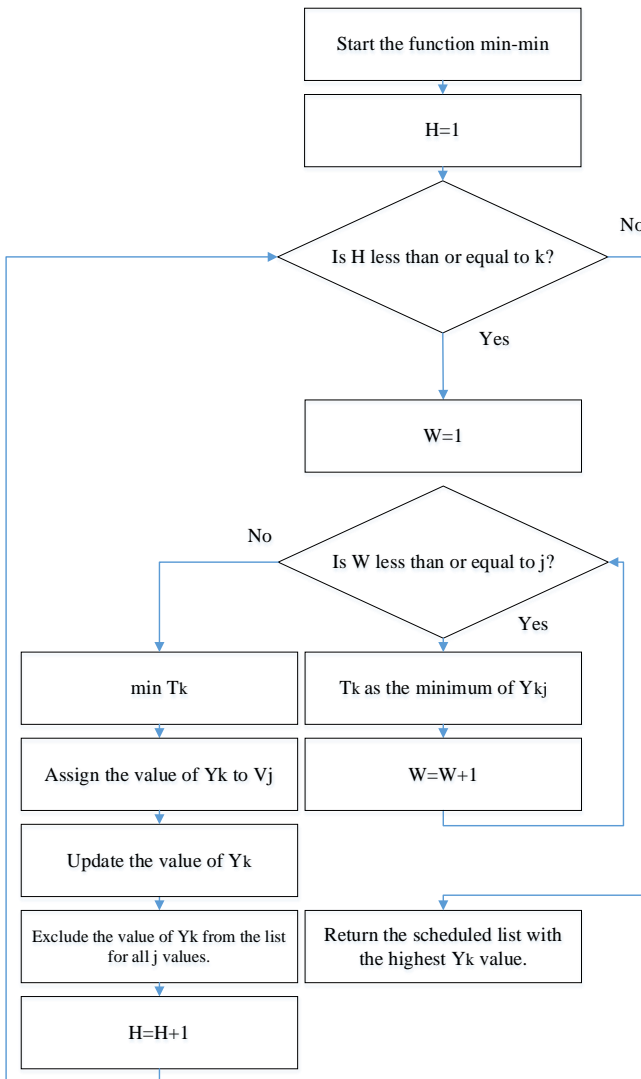 Start the function min-min
H=1
No
Is H less than or equal to k?
Yes
W=1
No
Is W less than or equal to j?
Yes
min Tk
Tk as the minimum of Ykj
Assign the value of Yk to Vj
W=W+1
Update the value of Yk
Exclude the value of Yk from the list
for all j values.
Return the scheduled list with
the highest Yk value.
H=H+1